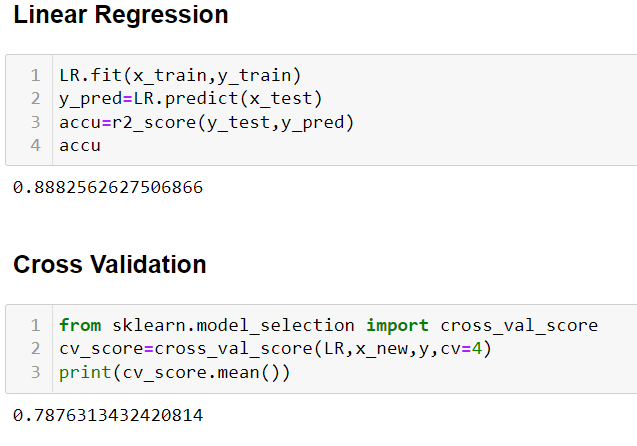 Linear Regression
1 LR.fit(x_train,y_train)
2 y_pred=LR.predict(x_test)
3 accu=r2_score(y_test,y_pred)
4 accu
0.8882562627506866
Cross Validation
1 from sklearn.model_selection import cross_val_score
2 cv_score=cross_val_score(LR,x_new,y,cv=4)
3 print(cv_score.mean())
0.7876313432420814